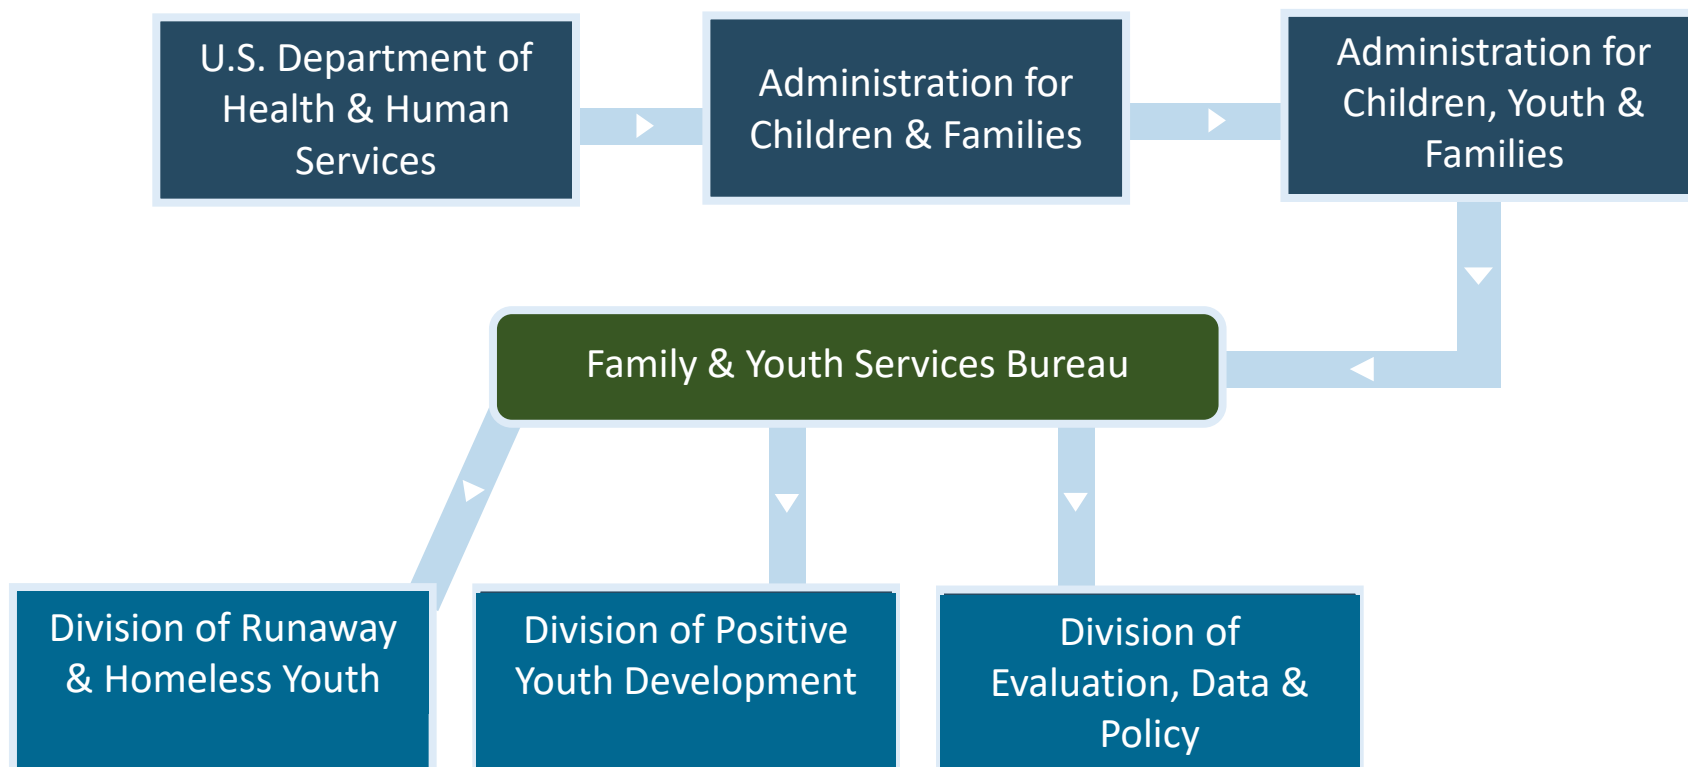 U.S. Department of
Health & Human
Services
Administration for
Children & Families
Administration for
Children, Youth &
Families
Family & Youth Services Bureau
Division of Runaway
& Homeless Youth
Division of Positive
Youth Development
Division of
Evaluation, Data &
Policy